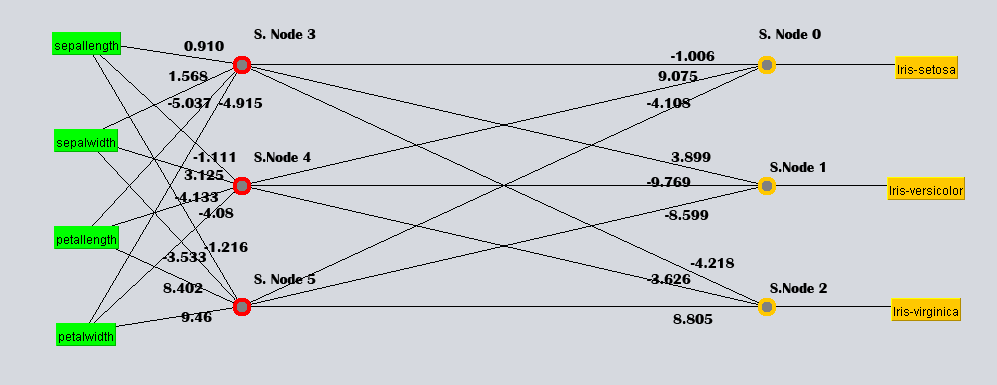 S. Node 3
S. Node 0
sepallength
0.910
-1.006
Iris-setosa
1.568
9.075
-5.037
-4.915
-4.108
sepalwidth
-1.111
S.Node 4
3.899
S.Node 1
3.125
-9.769
Iris-versicolor
-4.133
-4.08
-8.599
petallength
-1.216
-3.533
-4.218
8.402
S. Node 5
-3.626
S.Node 2
9.46
8.805
Iris-virginica
petalwidth